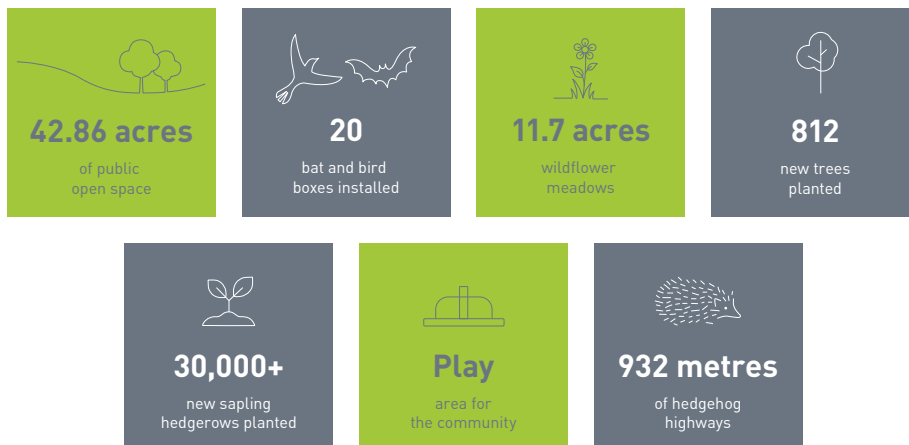 42.86 acres
of public
open space
20
bat and bird
boxes installed
11.7 acres
wildflower
meadows
812
new trees
planted
30,000+
new sapling
hedgerows planted
Play
area for
the community
932 metres
of hedgehog
highways